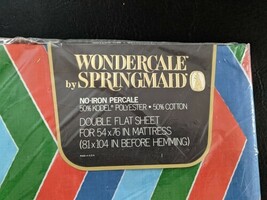 WONDERCALE®
by SPRINGMAID®
NO-IRON PERCALE
50% KODEL® POLYESTER • 50% COTTON
DOUBLE FLAT SHEET
FOR 54 x 76 IN. MATTRESS
(81 x 104 IN BEFORE HEMMING)